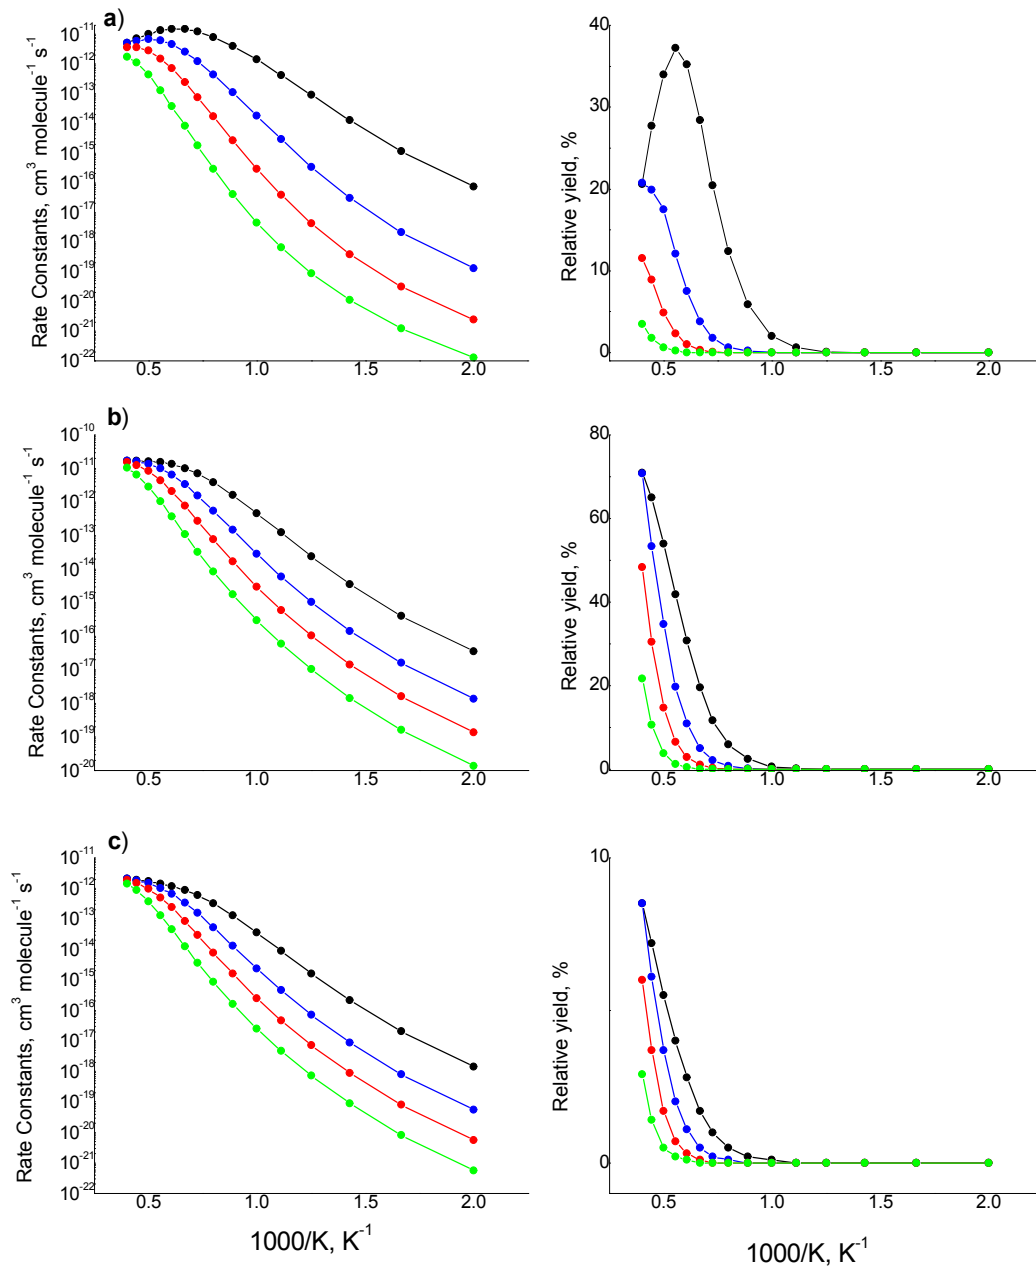 a)
Rate Constants, cm³ molecule⁻¹ s⁻¹
10⁻¹¹
10⁻¹²
10⁻¹³
10⁻¹⁴
10⁻¹⁵
10⁻¹⁶
10⁻¹⁷
10⁻¹⁸
10⁻¹⁹
10⁻²⁰
10⁻²¹
10⁻²²
0.5 1.0 1.5 2.0
Relative yield, %
40
30
20
10
0
0.5 1.0 1.5 2.0
b)
Rate Constants, cm³ molecule⁻¹ s⁻¹
10⁻¹⁰
10⁻¹¹
10⁻¹²
10⁻¹³
10⁻¹⁴
10⁻¹⁵
10⁻¹⁶
10⁻¹⁷
10⁻¹⁸
10⁻¹⁹
10⁻²⁰
0.5 1.0 1.5 2.0
Relative yield, %
80
60
40
20
0
0.5 1.0 1.5 2.0
c)
Rate Constants, cm³ molecule⁻¹ s⁻¹
10⁻¹¹
10⁻¹²
10⁻¹³
10⁻¹⁴
10⁻¹⁵
10⁻¹⁶
10⁻¹⁷
10⁻¹⁸
10⁻¹⁹
10⁻²⁰
10⁻²¹
10⁻²²
0.5 1.0 1.5 2.0
1000/K, K⁻¹
Relative yield, %
10
0
0.5 1.0 1.5 2.0
1000/K, K⁻¹